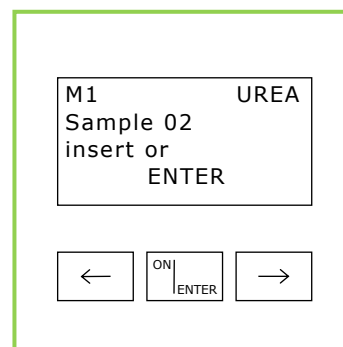 M1 UREA
Sample 02
insert or
ENTER
← ON ENTER →